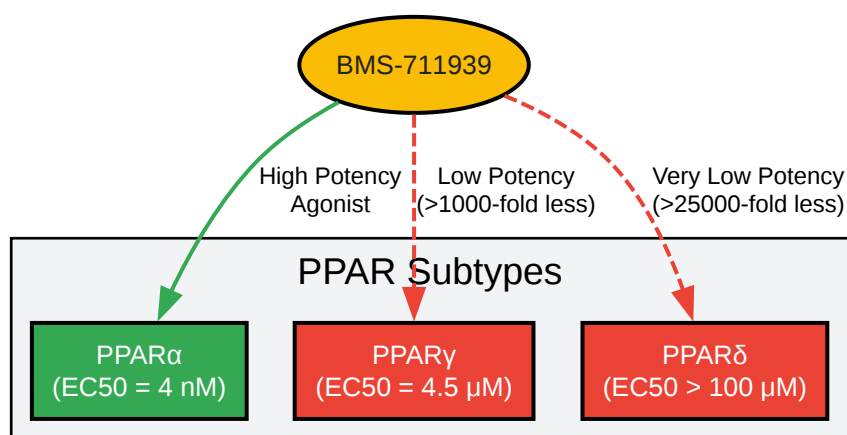 BMS-711939
High Potency
Agonist
Low Potency
(>1000-fold less)
Very Low Potency
(>25000-fold less)
PPAR Subtypes
PPARα
(EC50 = 4 nM)
PPARγ
(EC50 = 4.5 μM)
PPARδ
(EC50 > 100 μM)